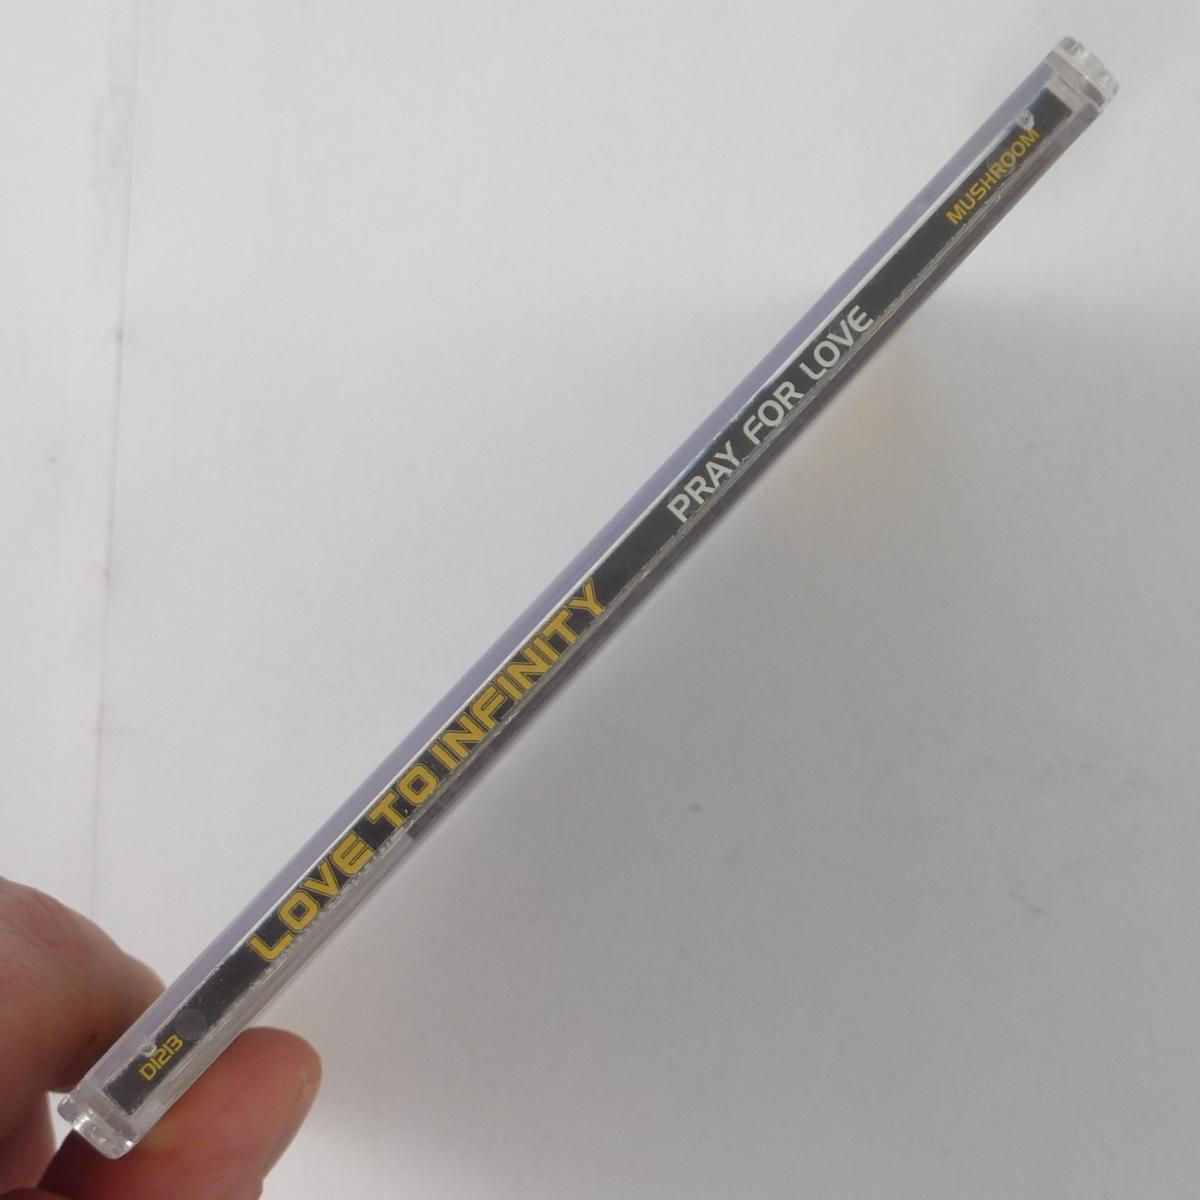 D1213
LOVE TO INFINITY
PRAY FOR LOVE
MUSHROOM